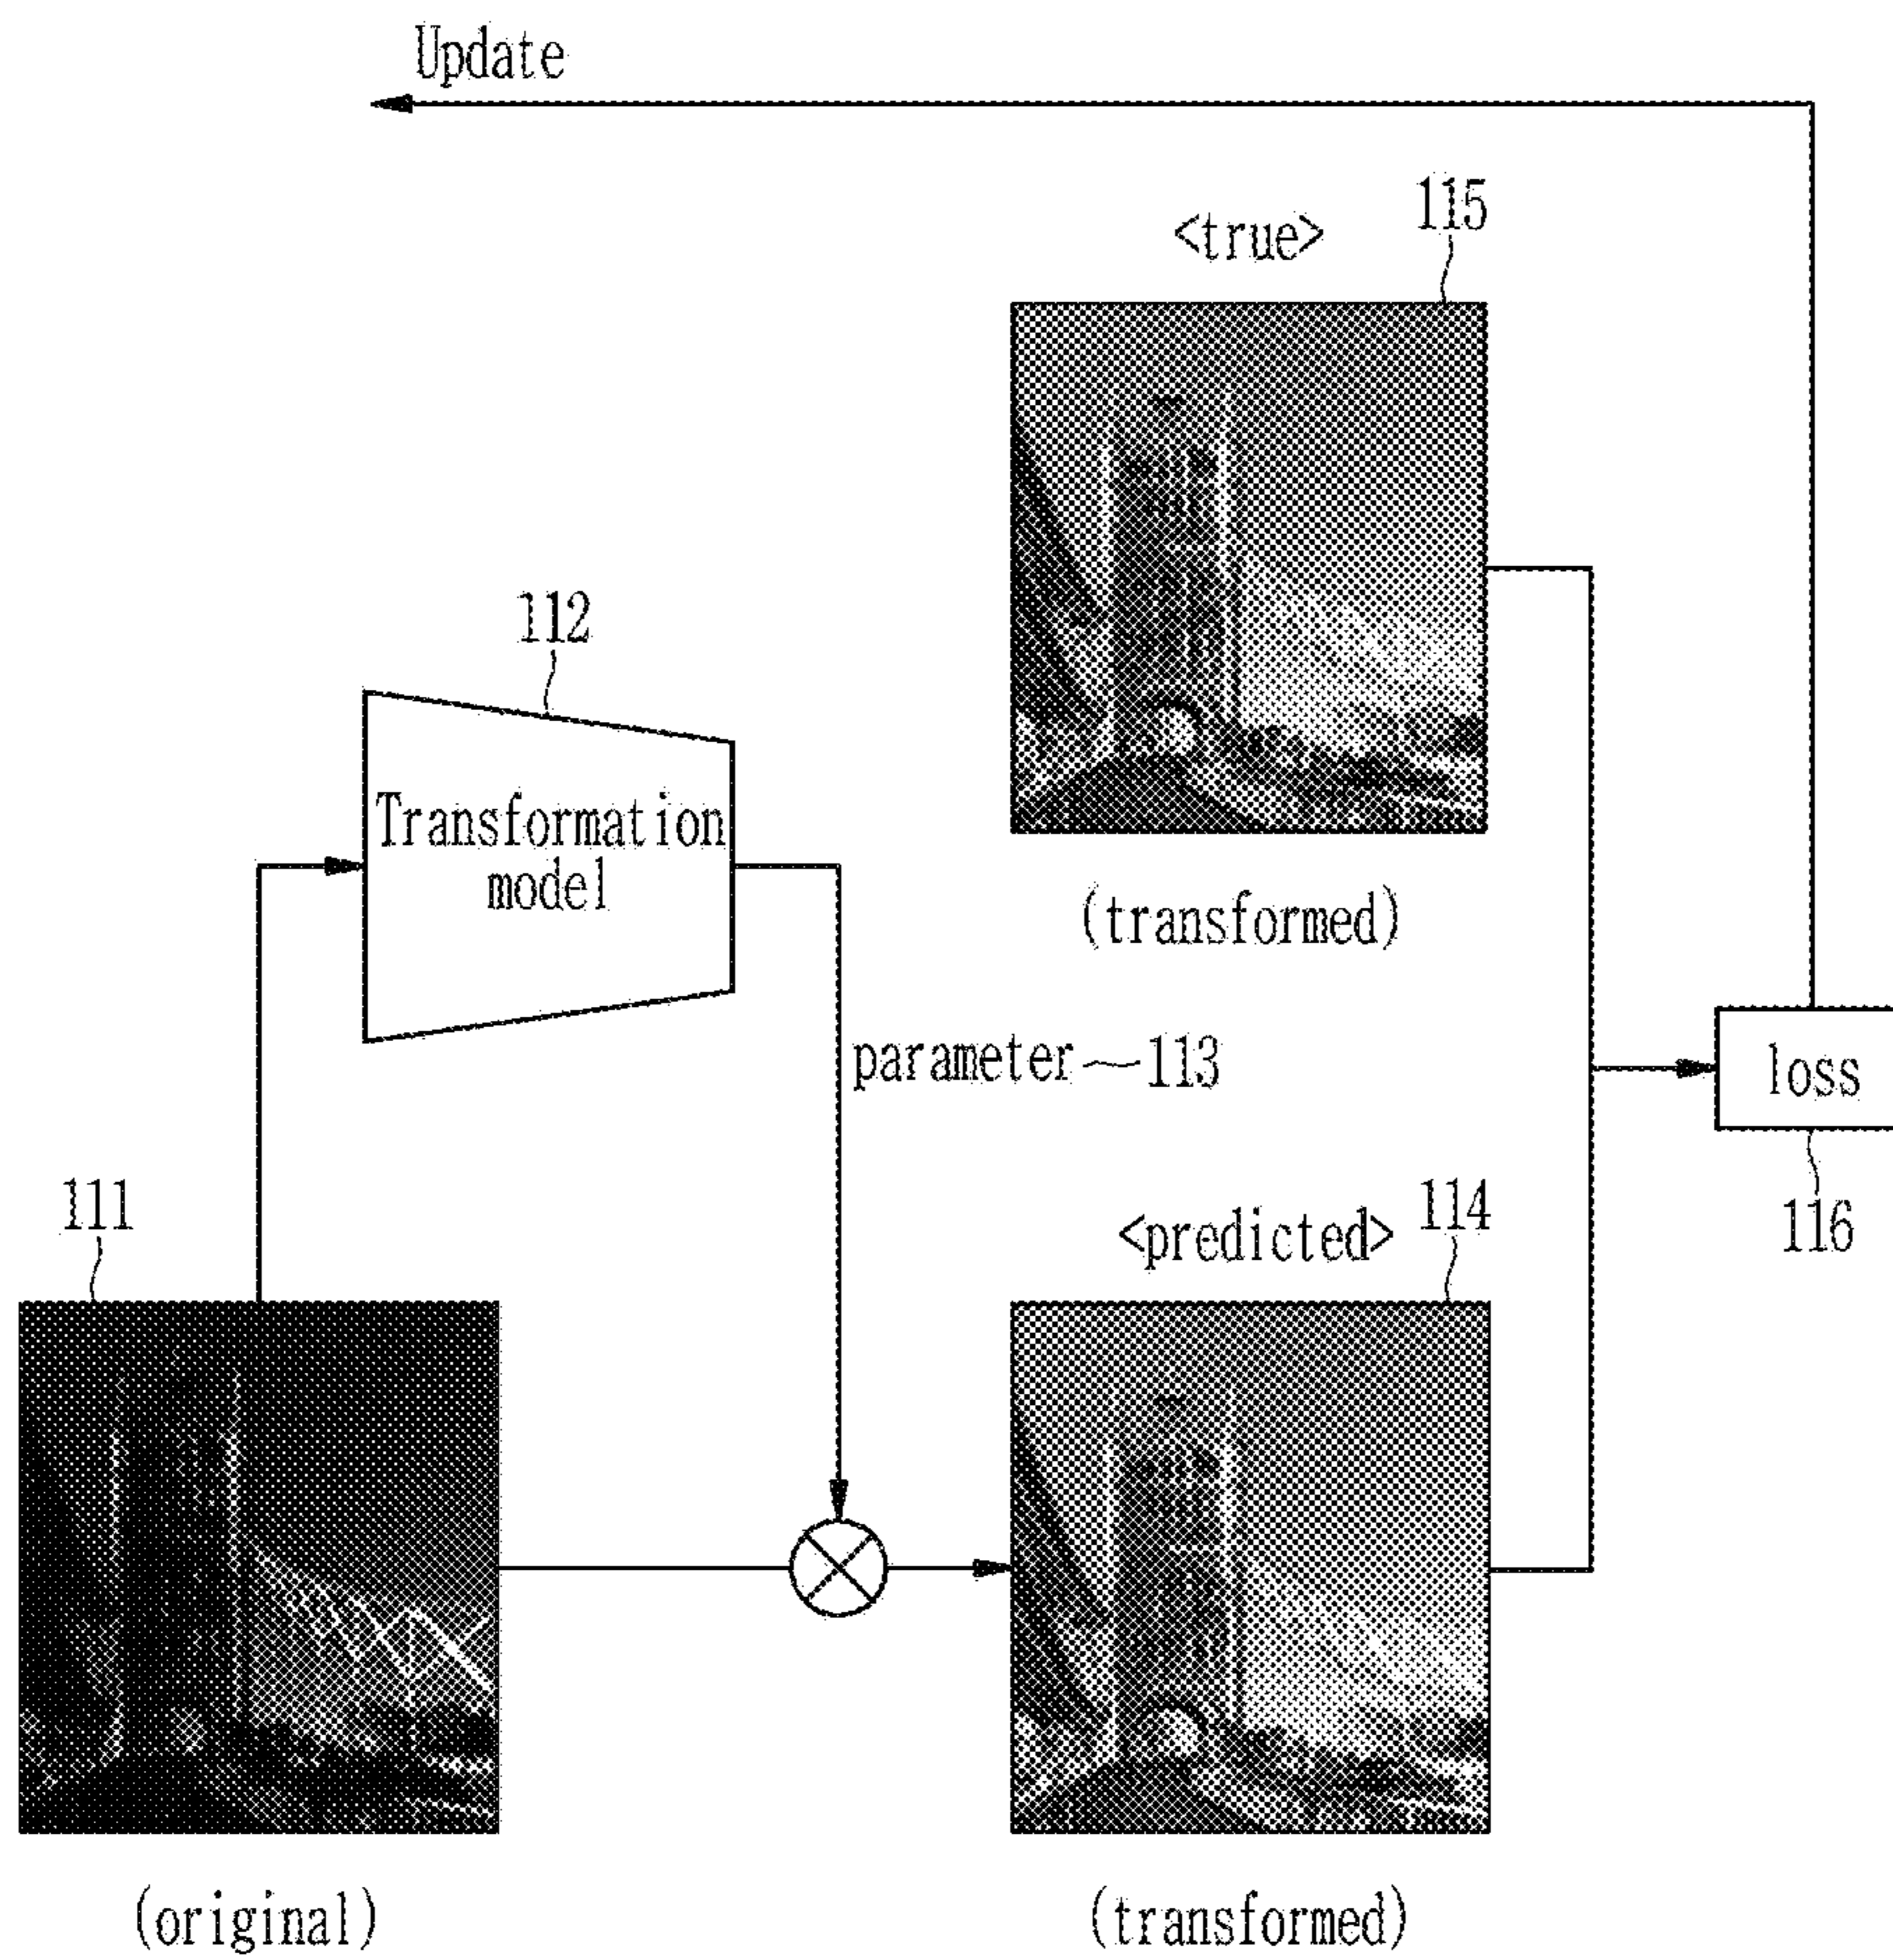 Update
<true>
115
112
Transformation
model
(transformed)
parameter
113
loss
111
<predicted>
114
116
(original)
(transformed)